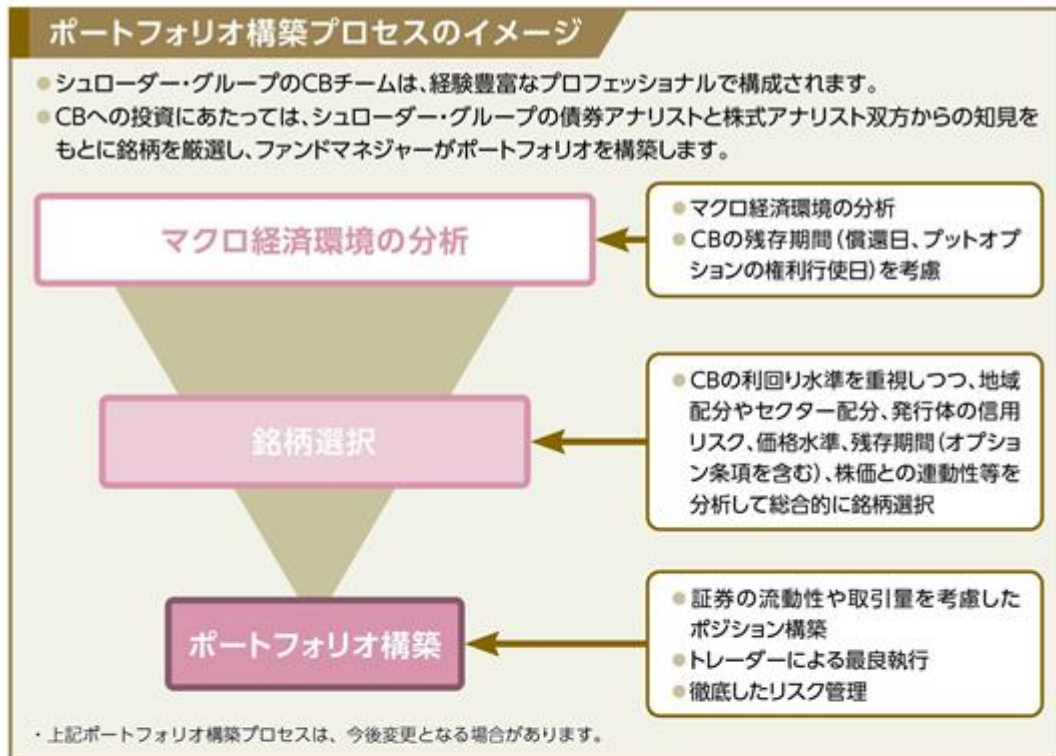 ポートフォリオ構築プロセスのイメージ
●シュローダー・グループのCBチームは、経験豊富なプロフェッショナルで構成されます。
●CBへの投資にあたっては、シュローダー・グループの債券アナリストと株式アナリスト双方からの知見を
もとに銘柄を厳選し、ファンドマネジャーがポートフォリオを構築します。
マクロ経済環境の分析
●マクロ経済環境の分析
●CBの残存期間(償還日、プットオプ
ションの権利行使日)を考慮
銘柄選択
●CBの利回り水準を重視しつつ、地域
配分やセクター配分、発行体の信用
リスク、価格水準、残存期間(オプション
条項を含む)、株価との連動性等を
分析して総合的に銘柄選択
ポートフォリオ構築
●証券の流動性や取引量を考慮した
ポジション構築
●トレーダーによる最良執行
●徹底したリスク管理
・上記ポートフォリオ構築プロセスは、今後変更となる場合があります。